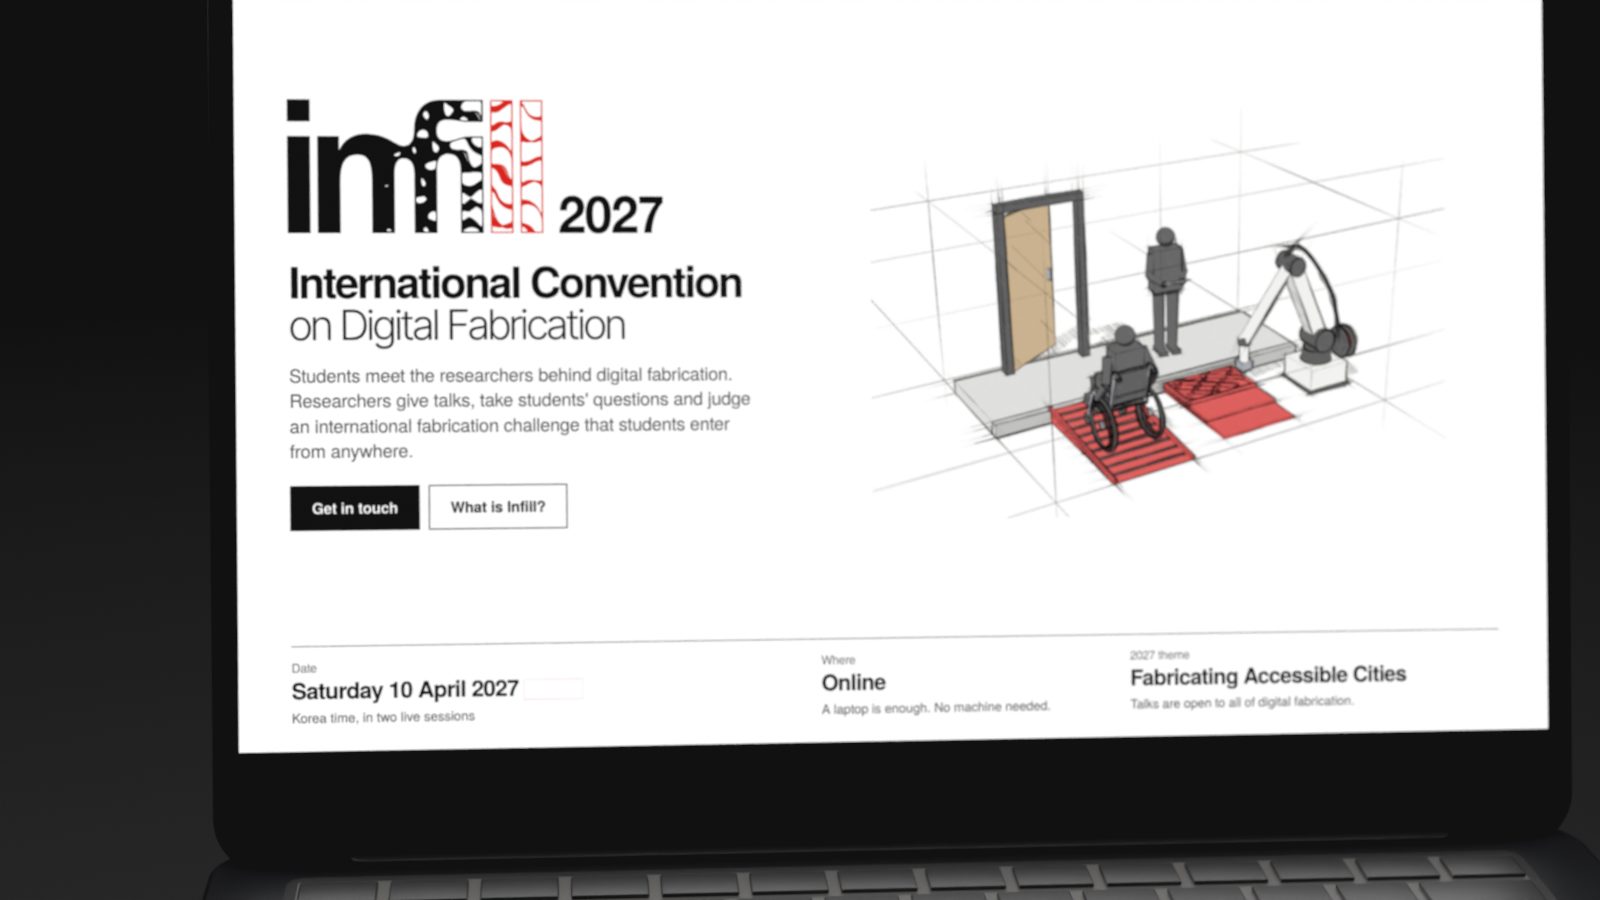 infill 2027
International Convention
on Digital Fabrication
Students meet the researchers behind digital fabrication.
Researchers give talks, take students' questions and judge
an international fabrication challenge that students enter
from anywhere.
Get in touch
What is Infill?
Date
Saturday 10 April 2027
Korea time, in two live sessions
Where
Online
A laptop is enough. No machine needed.
2027 theme
Fabricating Accessible Cities
Talks are open to all of digital fabrication.